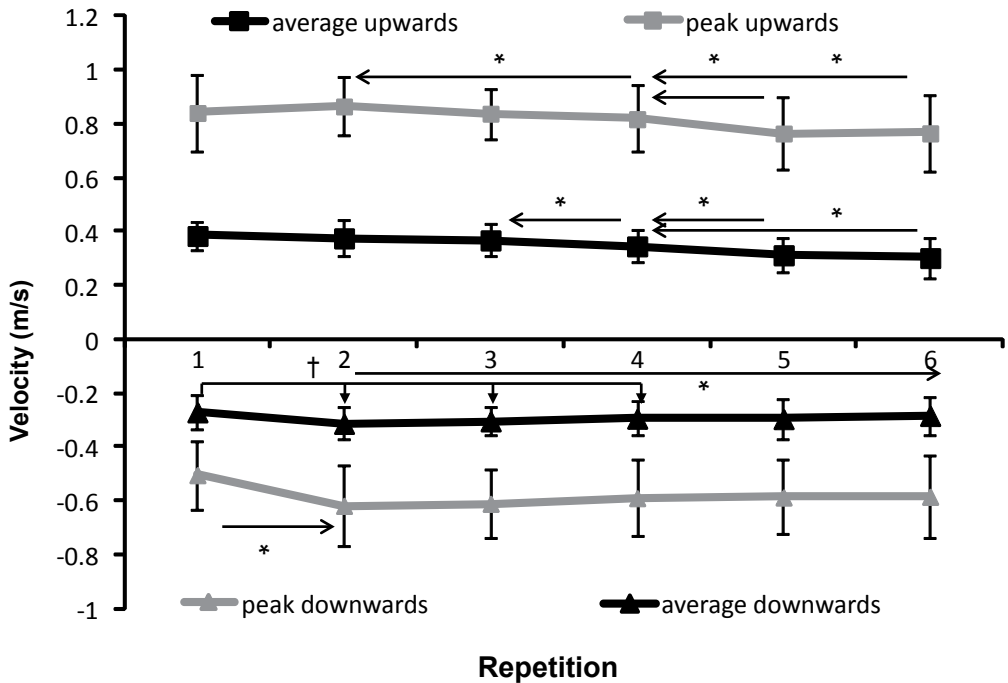 average upwards peak upwards
1.2
* * *
1
0.8
0.6
* * *
0.4
0.2
0
1 2 3 4 5 6
† *
-0.2
-0.4
-0.6
*
-0.8
peak downwards average downwards
-1
Velocity (m/s)
Repetition